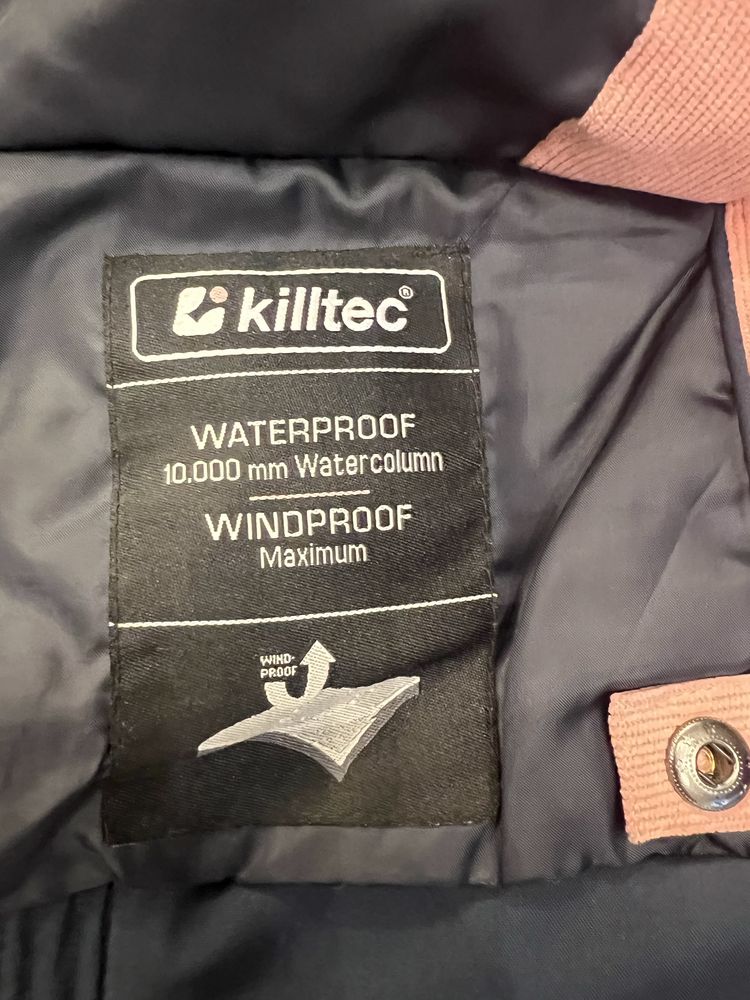 killtec®
WATERPROOF
10.000 mm Watercolumn
WINDPROOF
Maximum
WIND-
PROOF